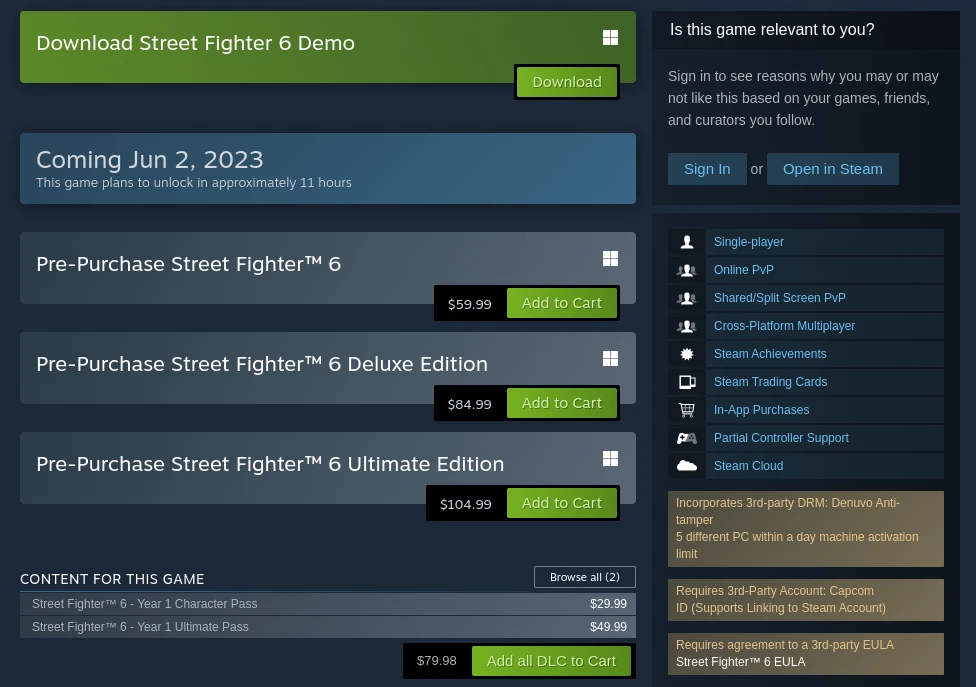 Download Street Fighter 6 Demo
Download
Coming Jun 2, 2023
This game plans to unlock in approximately 11 hours
Pre-Purchase Street Fighter™ 6
$59.99
Add to Cart
Pre-Purchase Street Fighter™ 6 Deluxe Edition
$84.99
Add to Cart
Pre-Purchase Street Fighter™ 6 Ultimate Edition
$104.99
Add to Cart
CONTENT FOR THIS GAME
Browse all (2)
Street Fighter™ 6 - Year 1 Character Pass
$29.99
Street Fighter™ 6 - Year 1 Ultimate Pass
$49.99
$79.98
Add all DLC to Cart
Is this game relevant to you?
Sign in to see reasons why you may or may
not like this based on your games, friends,
and curators you follow.
Sign In or Open in Steam
Single-player
Online PvP
Shared/Split Screen PvP
Cross-Platform Multiplayer
Steam Achievements
Steam Trading Cards
In-App Purchases
Partial Controller Support
Steam Cloud
Incorporates 3rd-party DRM: Denuvo Anti-
tamper
5 different PC within a day machine activation
limit
Requires 3rd-Party Account: Capcom
ID (Supports Linking to Steam Account)
Requires agreement to a 3rd-party EULA
Street Fighter™ 6 EULA